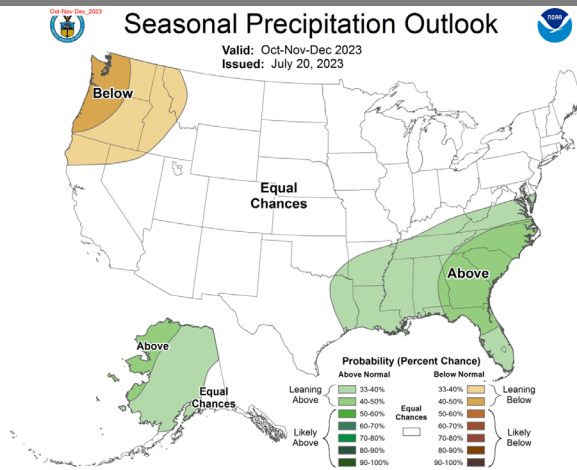 Oct-Nov-Dec_2023
Seasonal Precipitation Outlook
NOAA
Valid: Oct-Nov-Dec 2023
Issued: July 20, 2023
Below
Equal
Chances
Above
Above
Equal
Chances
Probability (Percent Chance)
Above Normal
Below Normal
Leaning
Above
33-40%
40-50%
Likely
Above
50-60%
60-70%
70-80%
80-90%
90-100%
Equal
Chances
33-40%
40-50%
Leaning
Below
50-60%
60-70%
70-80%
80-90%
90-100%
Likely
Below